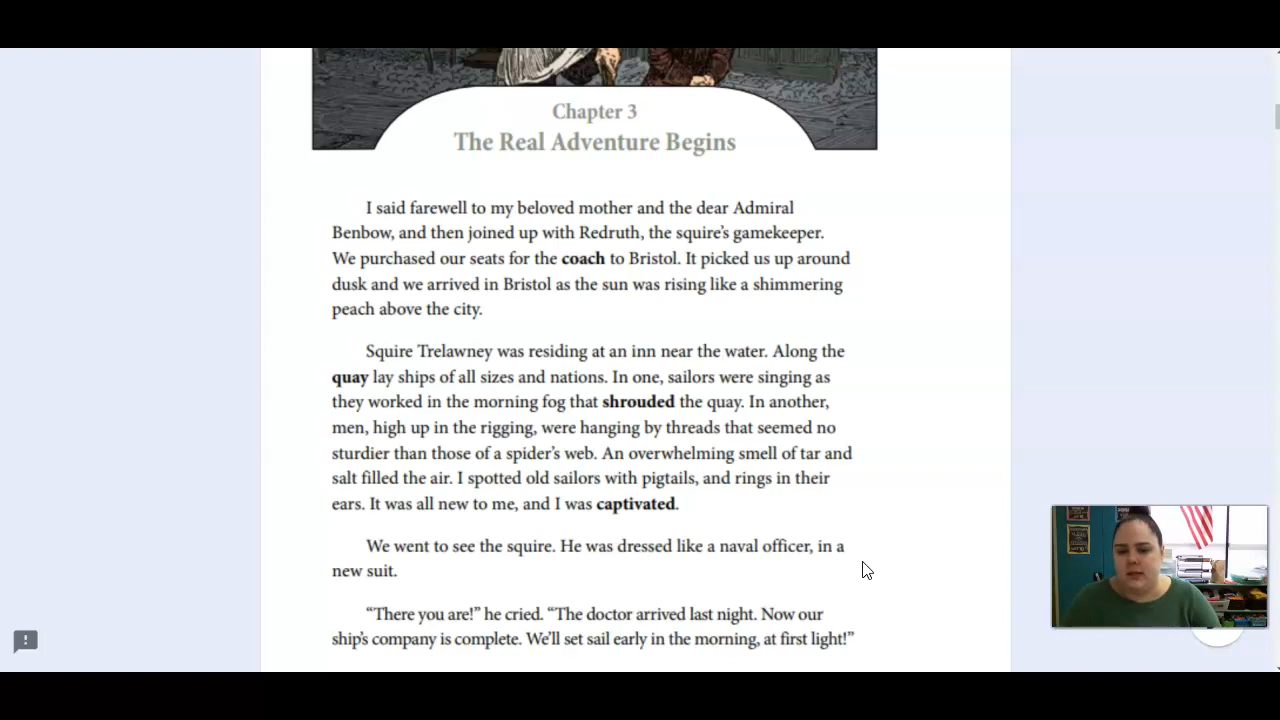 Chapter 3
The Real Adventure Begins
I said farewell to my beloved mother and the dear Admiral
Benbow, and then joined up with Redruth, the squire's gamekeeper.
We purchased our seats for the coach to Bristol. It picked us up around
dusk and we arrived in Bristol as the sun was rising like a shimmering
peach above the city.
Squire Trelawney was residing at an inn near the water. Along the
quay lay ships of all sizes and nations. In one, sailors were singing as
they worked in the morning fog that shrouded the quay. In another,
men, high up in the rigging, were hanging by threads that seemed no
sturdier than those of a spider's web. An overwhelming smell of tar and
salt filled the air. I spotted old sailors with pigtails, and rings in their
ears. It was all new to me, and I was captivated.
We went to see the squire. He was dressed like a naval officer, in a
new suit.
“There you are!” he cried. “The doctor arrived last night. Now our
ship's company is complete. We'll set sail early in the morning, at first light!”